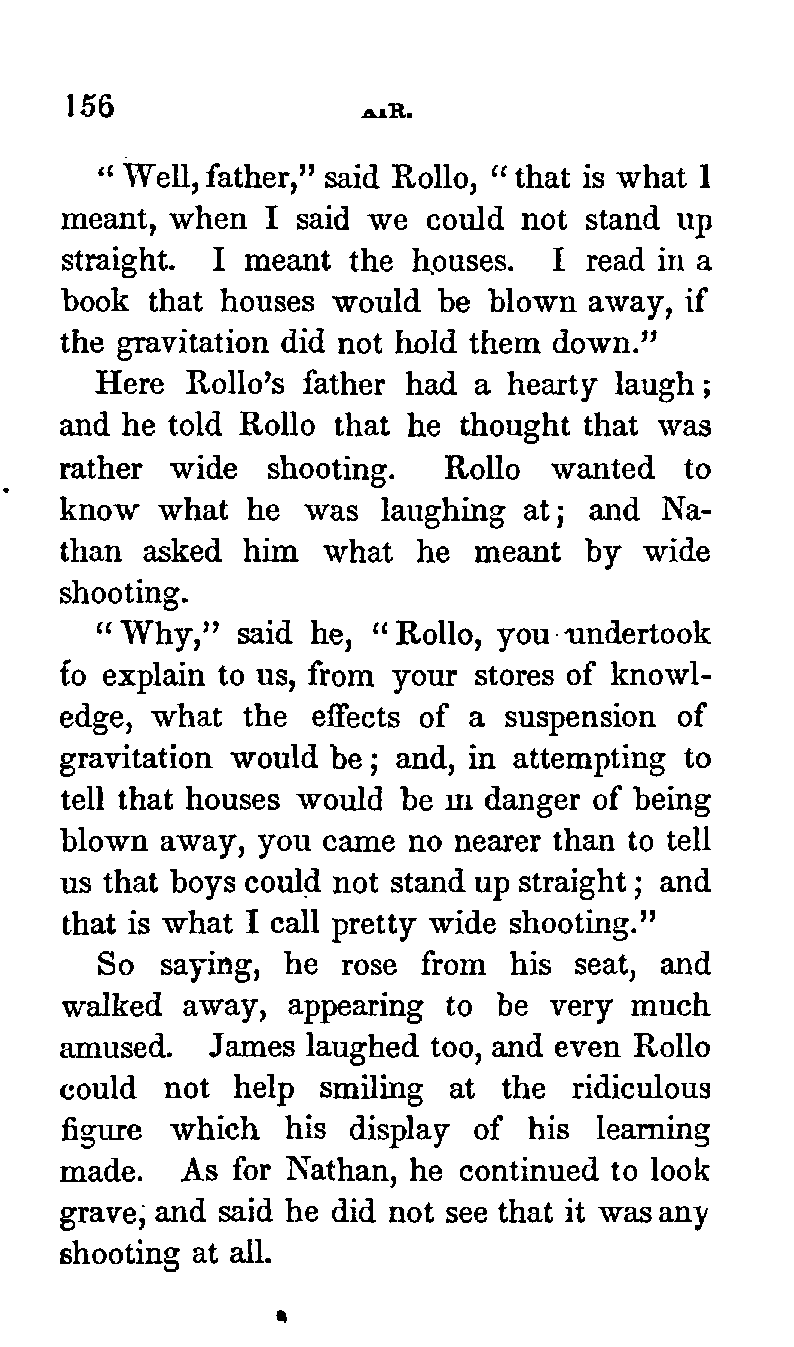 156 AIR.
“ Well, father,” said Rollo, “ that is what I
meant, when I said we could not stand up
straight. I meant the houses. I read in a
book that houses would be blown away, if
the gravitation did not hold them down.”
Here Rollo’s father had a hearty laugh ;
and he told Rollo that he thought that was
rather wide shooting. Rollo wanted to
know what he was laughing at ; and Na-
than asked him what he meant by wide
shooting.
“ Why,” said he, “ Rollo, you undertook
to explain to us, from your stores of knowl-
edge, what the effects of a suspension of
gravitation would be ; and, in attempting to
tell that houses would be in danger of being
blown away, you came no nearer than to tell
us that boys could not stand up straight ; and
that is what I call pretty wide shooting.”
So saying, he rose from his seat, and
walked away, appearing to be very much
amused. James laughed too, and even Rollo
could not help smiling at the ridiculous
figure which his display of his learning
made. As for Nathan, he continued to look
grave, and said he did not see that it was any
shooting at all.